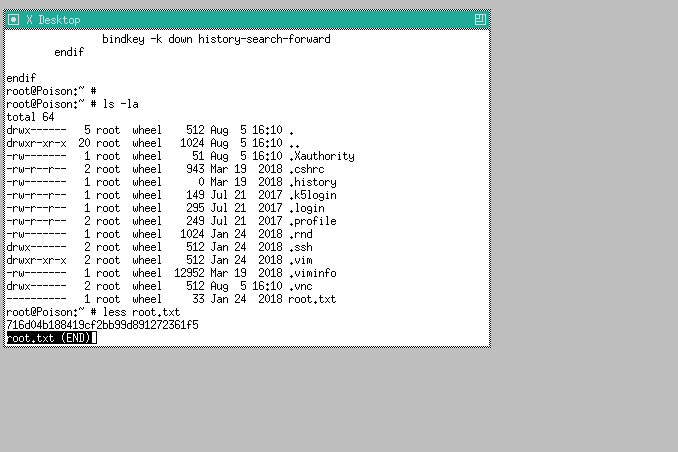 X Desktop
bindkey -k down history-search-forward
endif
endif
root@Poison:~ #
root@Poison:~ # ls -la
total 64
drwx------   5 root  wheel    512 Aug  5 16:10 .
drwxr-xr-x  20 root  wheel   1024 Aug  5 16:10 ..
-rw-------   1 root  wheel     51 Aug  5 16:10 .Xauthority
-rw-r--r--   2 root  wheel    943 Mar 19  2018 .cshrc
-rw-------   1 root  wheel      0 Mar 19  2018 .history
-rw-r--r--   1 root  wheel    149 Jul 21  2017 .k5login
-rw-r--r--   1 root  wheel    295 Jul 21  2017 .login
-rw-r--r--   2 root  wheel    249 Jul 21  2017 .profile
-rw-------   1 root  wheel   1024 Jan 24  2018 .rnd
drwx------   2 root  wheel    512 Jan 24  2018 .ssh
drwxr-xr-x   2 root  wheel    512 Jan 24  2018 .vim
-rw-------   1 root  wheel  12952 Mar 19  2018 .viminfo
drwx------   2 root  wheel    512 Aug  5 16:10 .vnc
----------   1 root  wheel     33 Jan 24  2018 root.txt
root@Poison:~ # less root.txt
716d04b188419cf2bb99d891272361f5
root.txt (END)